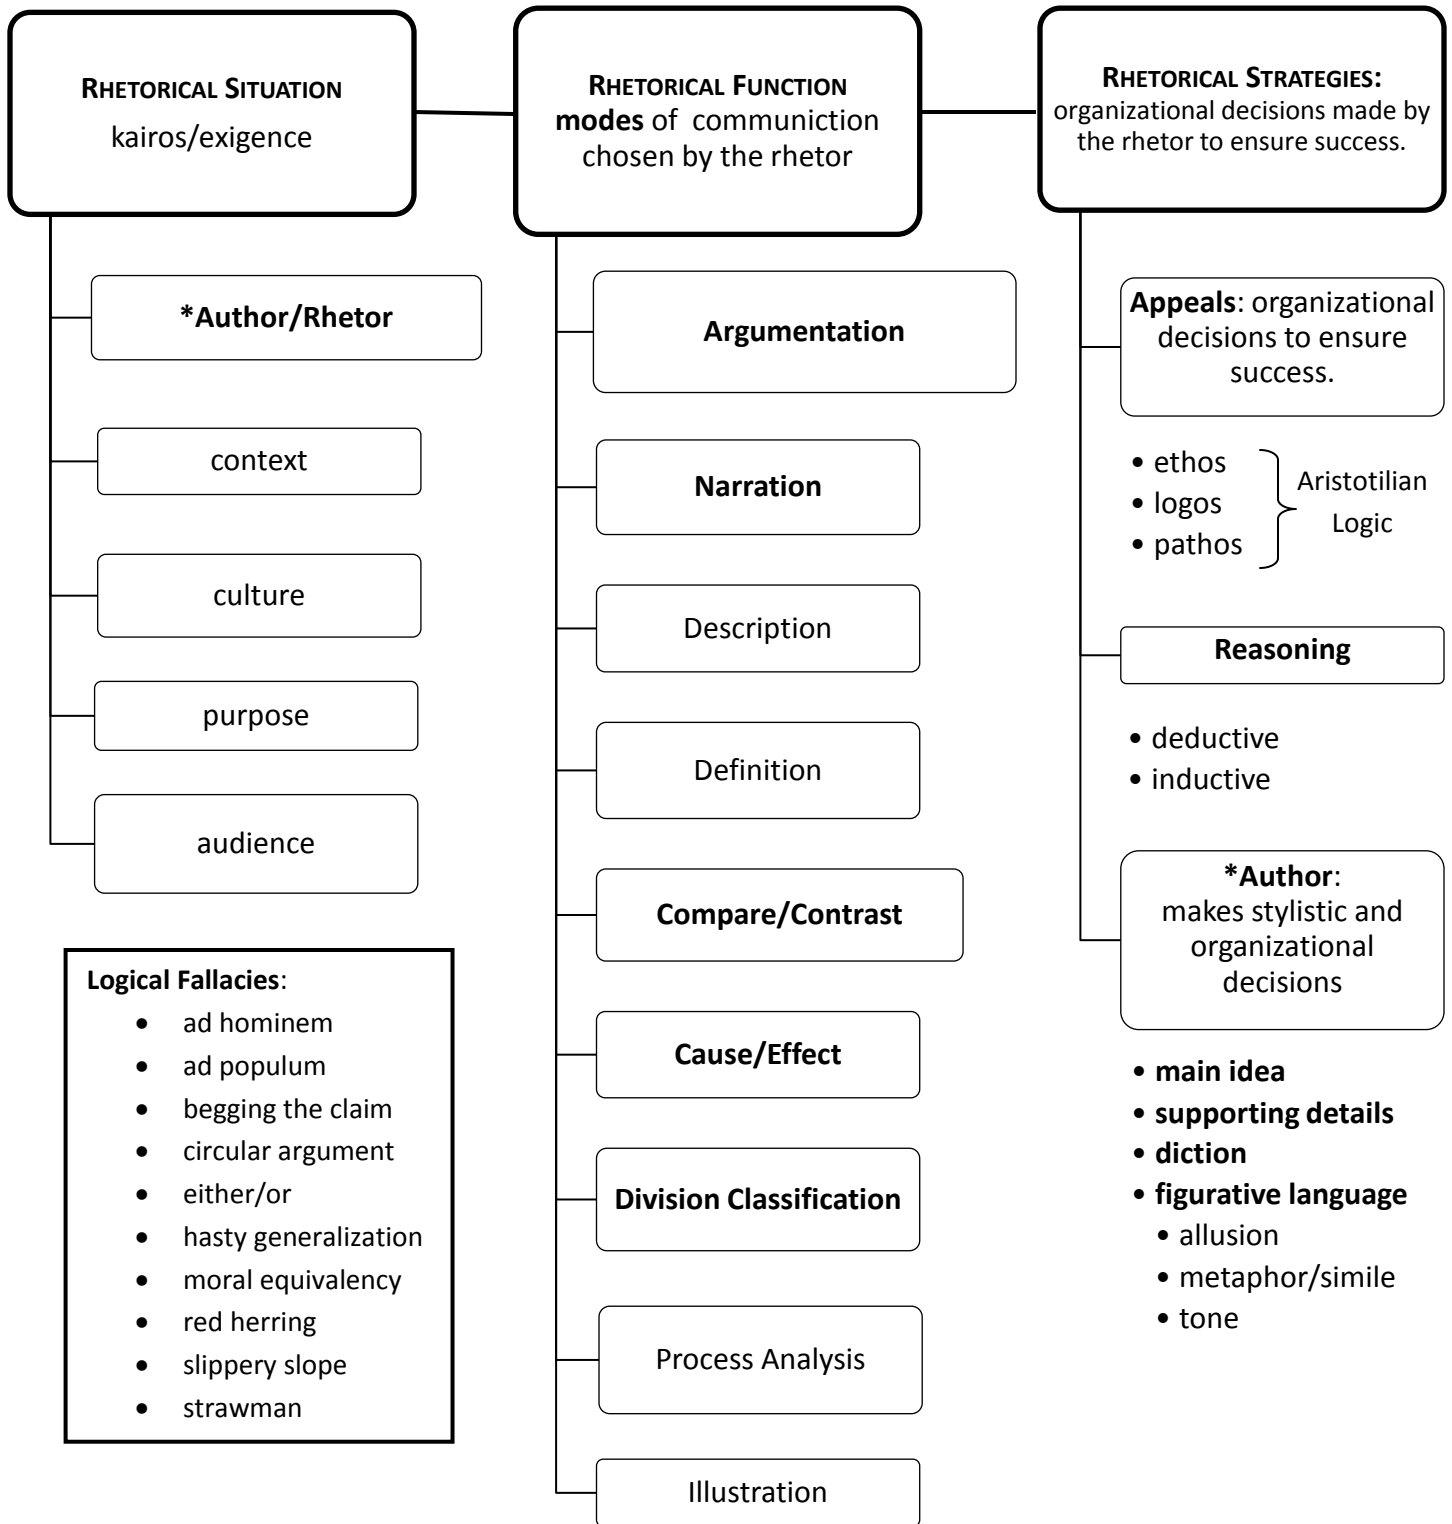 RHETORICAL SITUATION
kairos/exigence
*Author/Rhetor
context
culture
purpose
audience
Logical Fallacies:
• ad hominem
• ad populum
• begging the claim
• circular argument
• either/or
• hasty generalization
• moral equivalency
• red herring
• slippery slope
• strawman
RHETORICAL FUNCTION
modes of communiction
chosen by the rhetor
Argumentation
Narration
Description
Definition
Compare/Contrast
Cause/Effect
Division Classification
Process Analysis
Illustration
RHETORICAL STRATEGIES:
organizational decisions made by
the rhetor to ensure success.
Appeals: organizational
decisions to ensure
success.
• ethos
• logos
• pathos
Aristotilian
Logic
Reasoning
• deductive
• inductive
*Author:
makes stylistic and
organizational
decisions
• main idea
• supporting details
• diction
• figurative language
• allusion
• metaphor/simile
• tone